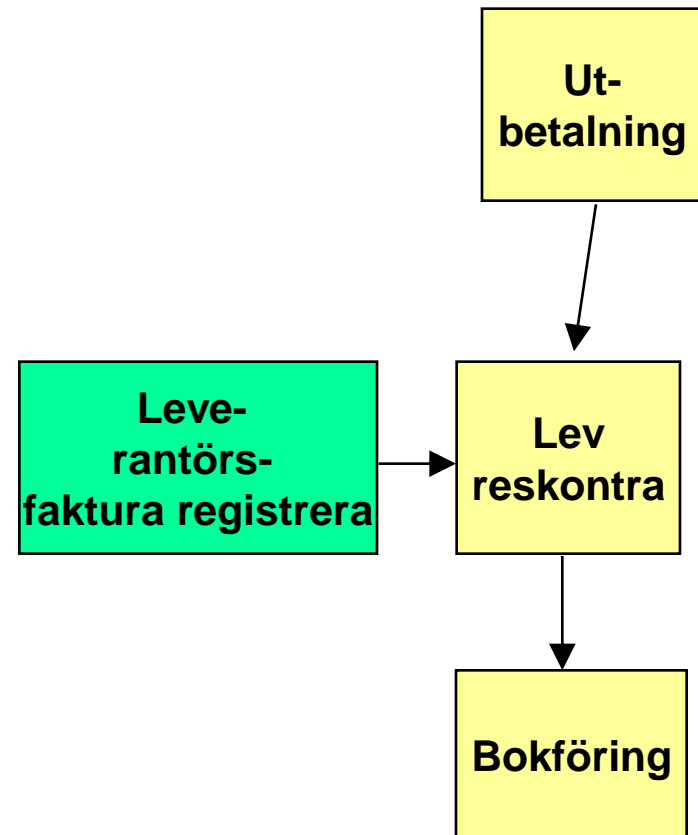 Ut-
betalning
Leve-
rantörs-
faktura registrera
Lev
reskontra
Bokföring